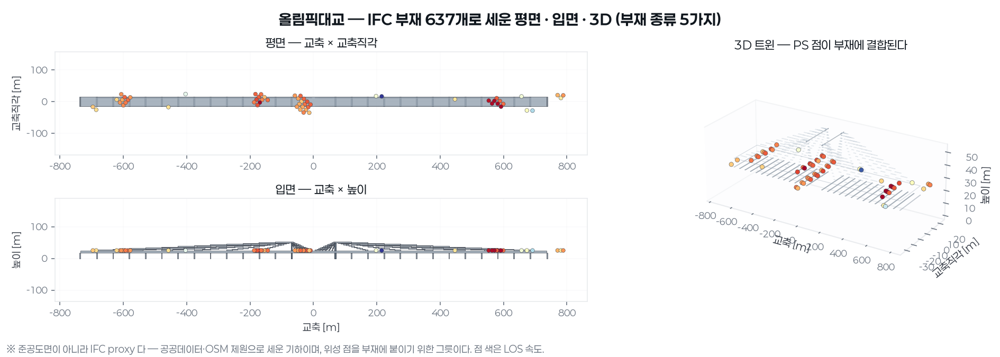 올림픽대교 — IFC 부재 637개로 세운 평면 · 입면 · 3D (부재 종류 5가지)
평면 — 교축 × 교축직각
교축직각 [m]
100
0
-100
-800 -600 -400 -200 0 200 400 600 800
입면 — 교축 × 높이
높이 [m]
100
0
-100
-800 -600 -400 -200 0 200 400 600 800
교축 [m]
3D 트윈 — PS 점이 부재에 결합된다
50
40
30
20
10
0
높이 [m]
-800 -600 -400 -200 0 200 400 600 800
교축 [m]
20
10
0
-10
-20
-30
교축직각 [m]
※ 준공도면이 아니라 IFC proxy 다 — 공공데이터·OSM 제원으로 세운 기하이며, 위성 점을 부재에 붙이기 위한 그릇이다. 점 색은 LOS 속도.